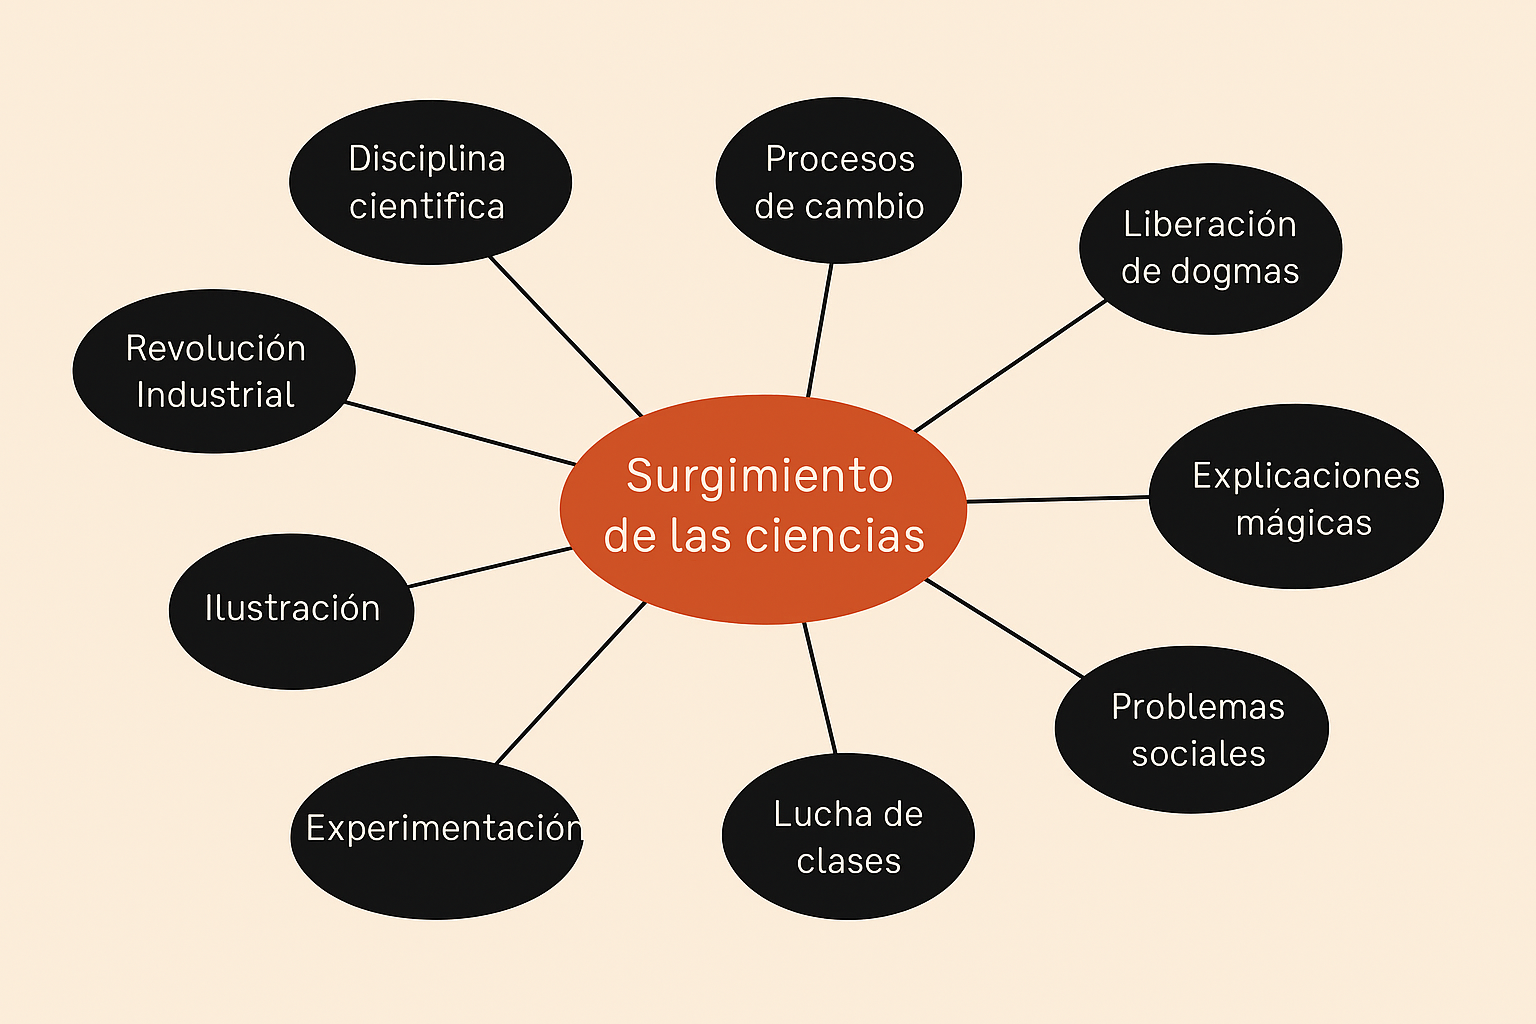 Disciplina
cientifica
Procesos
de cambio
Liberación
de dogmas
Revolución
Industrial
Surgimiento
de las ciencias
Explicaciones
mágicas
Ilustración
Problemas
sociales
Experimentación
Lucha de
clases